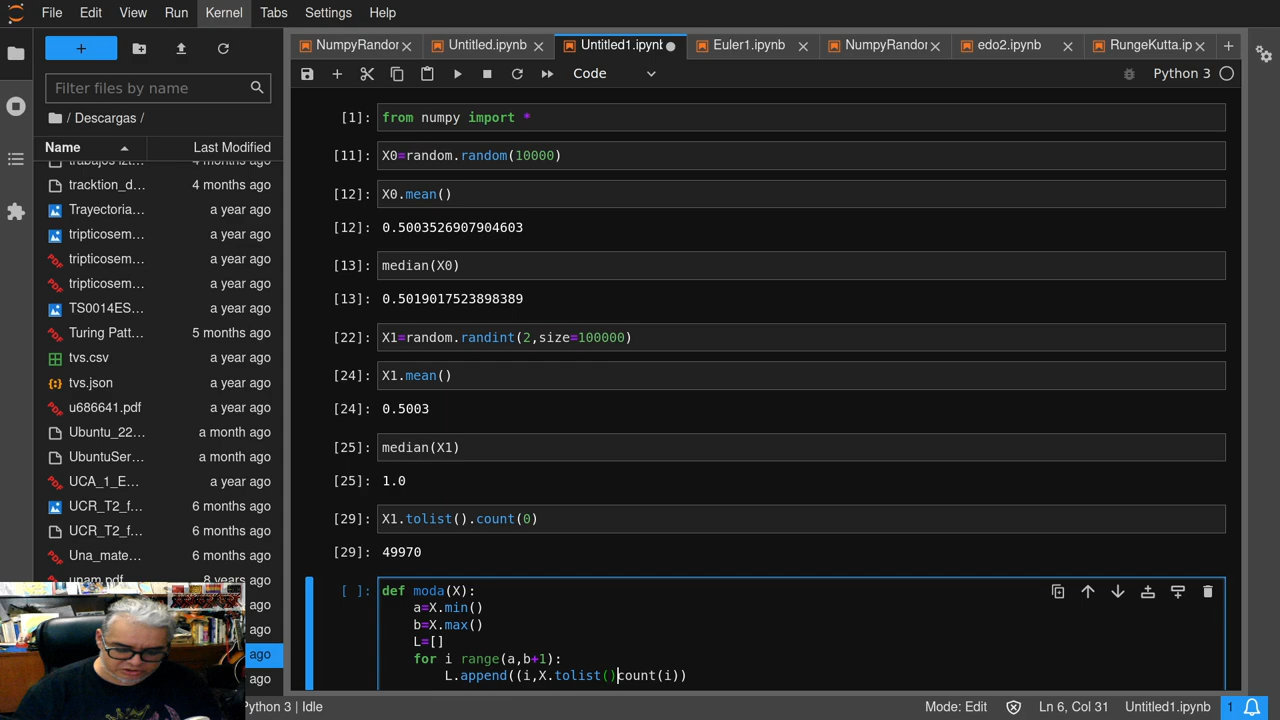 File Edit View Run Kernel Tabs Settings Help
NumpyRandor Untitled.ipynb Untitled1.ipynb Euler1.ipynb NumpyRandor edo2.ipynb RungeKutta.ip
Filter files by name
Code
Python 3
/ Descargas /
Name Last Modified
trabajos 4 months ago
tracktion_d… 4 months ago
Trayectoria… a year ago
tripticosem… a year ago
tripticosem… a year ago
tripticosem… a year ago
TS0014ES… a year ago
Turing Patt… 5 months ago
tvs.csv a year ago
tvs.json a year ago
u686641.pdf a year ago
Ubuntu_22… a month ago
UbuntuSer… a month ago
UCA_1_E… a year ago
UCR_T2_f… 6 months ago
UCR_T2_f… 6 months ago
Una_mate… 6 months ago
unam.pdf 8 years ago
ago
ago
ago
ago
[1]: from numpy import *
[11]: X0=random.random(10000)
[12]: X0.mean()
[12]: 0.5003526907904603
[13]: median(X0)
[13]: 0.5019017523898389
[22]: X1=random.randint(2,size=100000)
[24]: X1.mean()
[24]: 0.5003
[25]: median(X1)
[25]: 1.0
[29]: X1.tolist().count(0)
[29]: 49970
[ ]: def moda(X):
a=X.min()
b=X.max()
L=[]
for i range(a,b+1):
L.append((i,X.tolist()count(i))
Python 3 | Idle
Mode: Edit
Ln 6, Col 31
Untitled1.ipynb
1